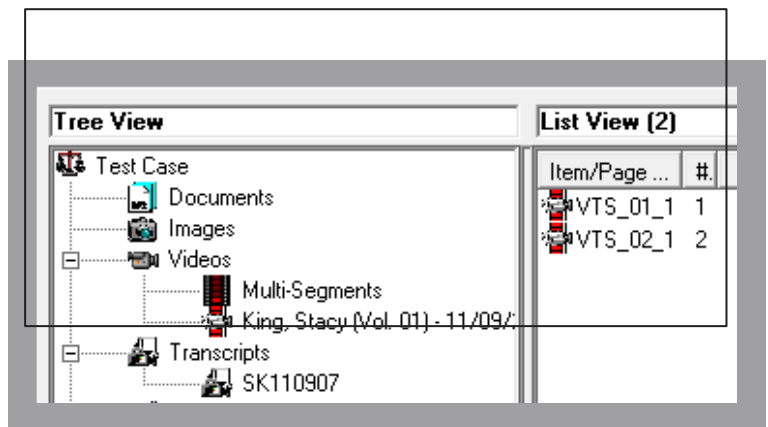 Tree View
List View (2)
Test Case
Documents
Images
Videos
Multi-Segments
King, Stacy (Vol. 01) - 11/09/
Transcripts
SK110907
Item/Page ... #.
VTS_01_1 1
VTS_02_1 2